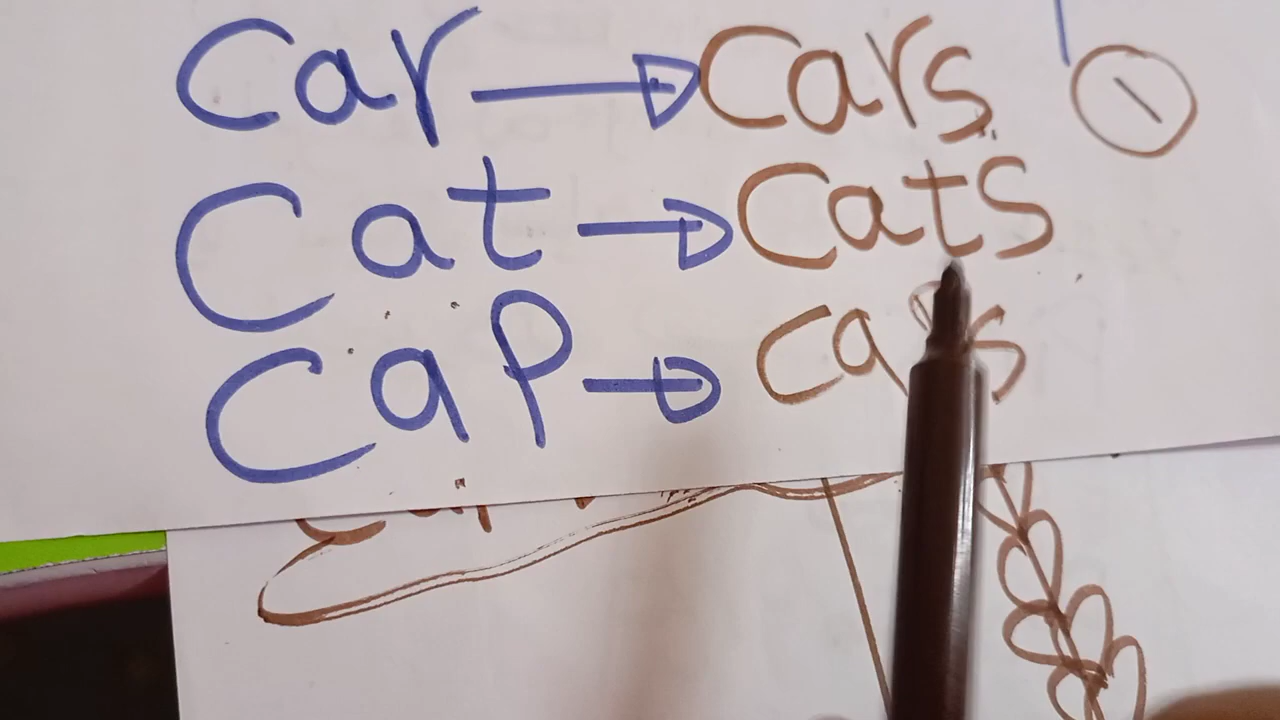 Car → Cars
Cat → Cats
Cap →